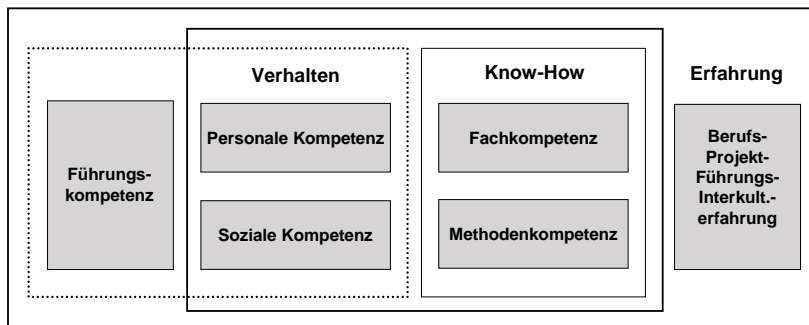 Verhalten
Know-How
Erfahrung
Führungs-
kompetenz
Personale Kompetenz
Soziale Kompetenz
Fachkompetenz
Methodenkompetenz
Berufs-
Projekt-
Führungs-
Interkult.-
erfahrung